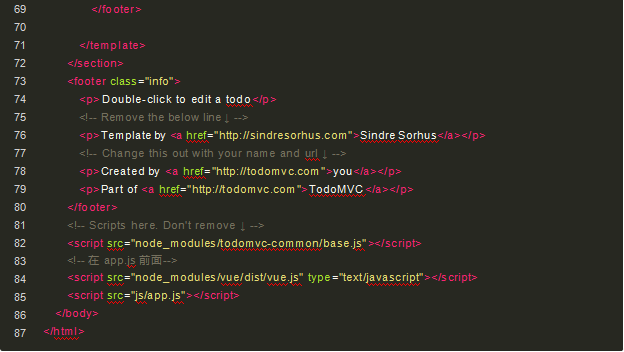 69 </footer>
70
71 </template>
72 </section>
73 <footer class="info">
74 <p>Double-click to edit a todo</p>
75 <!-- Remove the below line ↓ -->
76 <p>Template by <a href="http://sindresorhus.com">Sindre Sorhus</a></p>
77 <!-- Change this out with your name and url ↓ -->
78 <p>Created by <a href="http://todomvc.com">you</a></p>
79 <p>Part of <a href="http://todomvc.com">TodoMVC</a></p>
80 </footer>
81 <!-- Scripts here. Don't remove ↓ -->
82 <script src="node_modules/todomvc-common/base.js"></script>
83 <!-- 在 app.js 前面-->
84 <script src="node_modules/vue/dist/vue.js" type="text/javascript"></script>
85 <script src="js/app.js"></script>
86 </body>
87 </html>